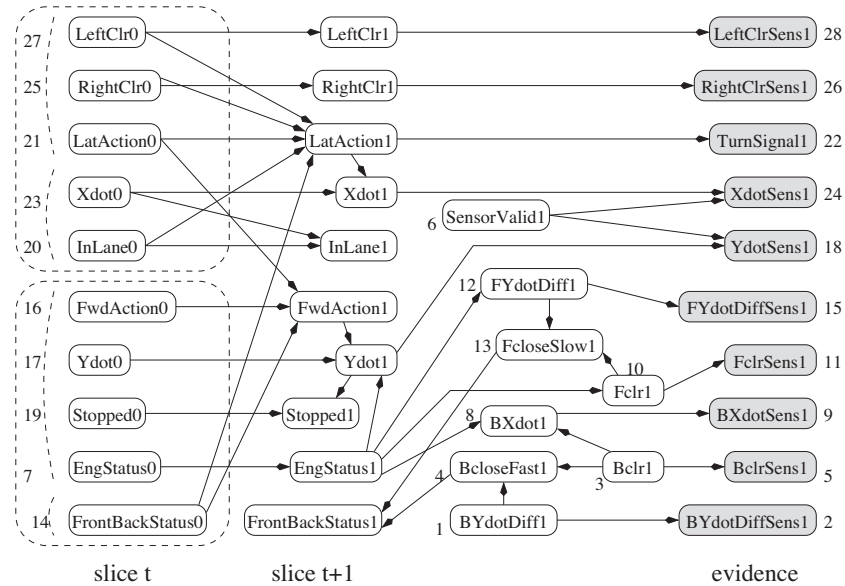 27 LeftClr0 LeftClr1 LeftClrSens1 28
25 RightClr0 RightClr1 RightClrSens1 26
21 LatAction0 LatAction1 TurnSignal1 22
23 Xdot0 Xdot1 XdotSens1 24
6 SensorValid1
20 InLane0 InLane1 YdotSens1 18
12 FYdotDiff1
16 FwdAction0 FwdAction1 FYdotDiffSens1 15
13 FcloseSlow1
17 Ydot0 Ydot1 10 FclrSens1 11
Fclr1
19 Stopped0 Stopped1 8 BXdot1 BXdotSens1 9
7 EngStatus0 EngStatus1 4 BcloseFast1 3 Bclr1 BclrSens1 5
14 FrontBackStatus0 FrontBackStatus1 1 BYdotDiff1 BYdotDiffSens1 2
slice t slice t+1 evidence